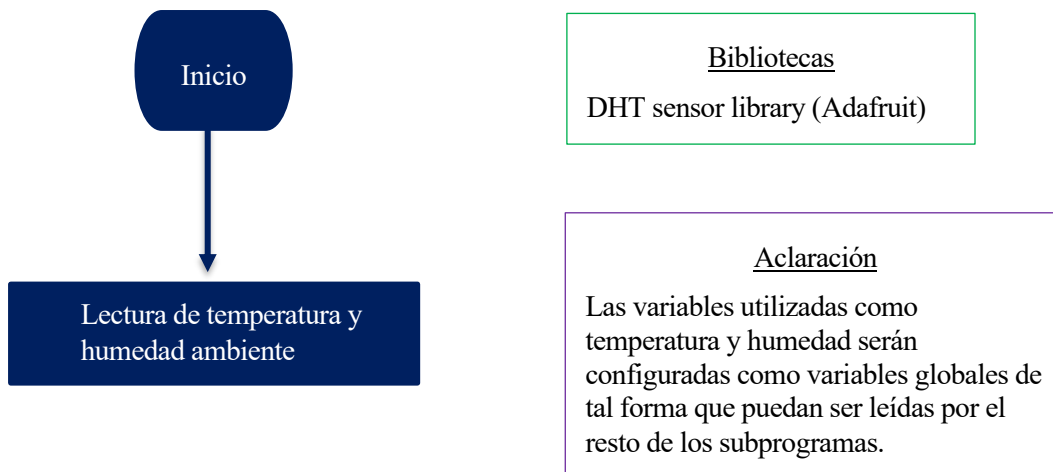 Inicio
Lectura de temperatura y
humedad ambiente
Bibliotecas
DHT sensor library (Adafruit)
Aclaración
Las variables utilizadas como
temperatura y humedad serán
configuradas como variables globales de
tal forma que puedan ser leídas por el
resto de los subprogramas.